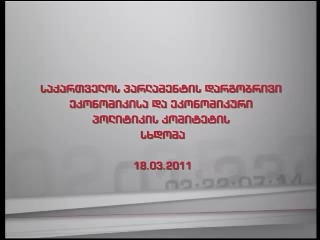 საქართველოს პარლამენტის დარგობრივი
ეკონომიკისა და ეკონომიკური
პოლიტიკის კომიტეტის
სხდომა
18.03.2011